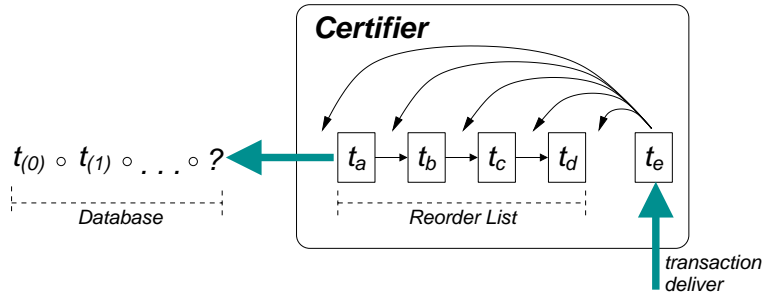 Certifier
t(0) ∘ t(1) ∘ . . . ∘ ?
ta
tb
tc
td
te
Database
Reorder List
transaction
deliver